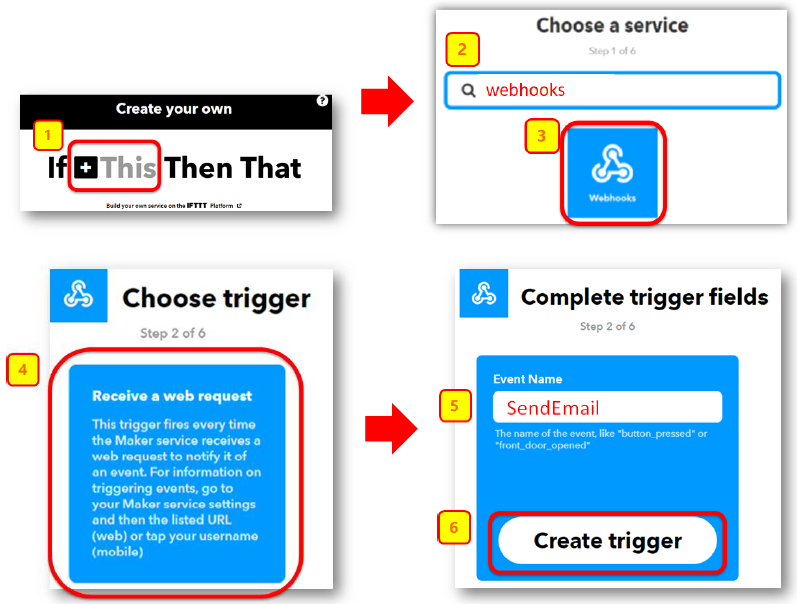 Create your own
?
1
If + This Then That
Build your own service on the IFTTT Platform
Choose a service
Step 1 of 6
2
webhooks
3
Webhooks
Choose trigger
Step 2 of 6
4
Receive a web request
This trigger fires every time
the Maker service receives a
web request to notify it of
an event. For information on
triggering events, go to
your Maker service settings
and then the listed URL
(web) or tap your username
(mobile)
Complete trigger fields
Step 2 of 6
Event Name
5
SendEmail
The name of the event, like "button_pressed" or
"front_door_opened"
6
Create trigger